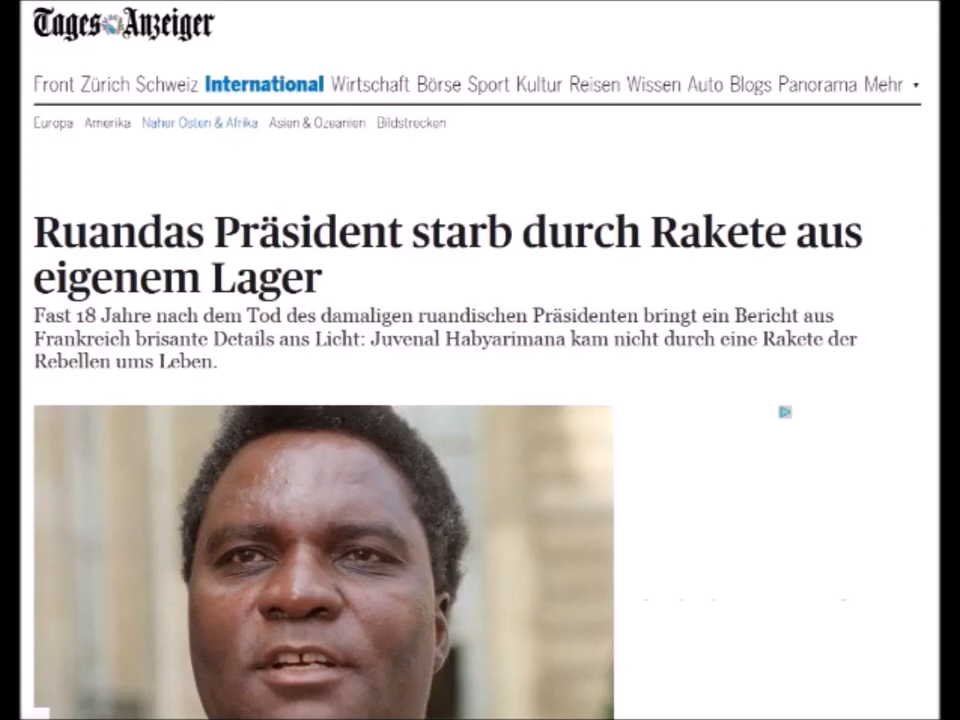 Tages Anzeiger
Front Zürich Schweiz International Wirtschaft Börse Sport Kultur Reisen Wissen Auto Blogs Panorama Mehr
Europa Amerika Naher Osten & Afrika Asien & Ozeanien Bildstrecken
Ruandas Präsident starb durch Rakete aus
eigenem Lager
Fast 18 Jahre nach dem Tod des damaligen ruandischen Präsidenten bringt ein Bericht aus
Frankreich brisante Details ans Licht: Juvenal Habyarimana kam nicht durch eine Rakete der
Rebellen ums Leben.